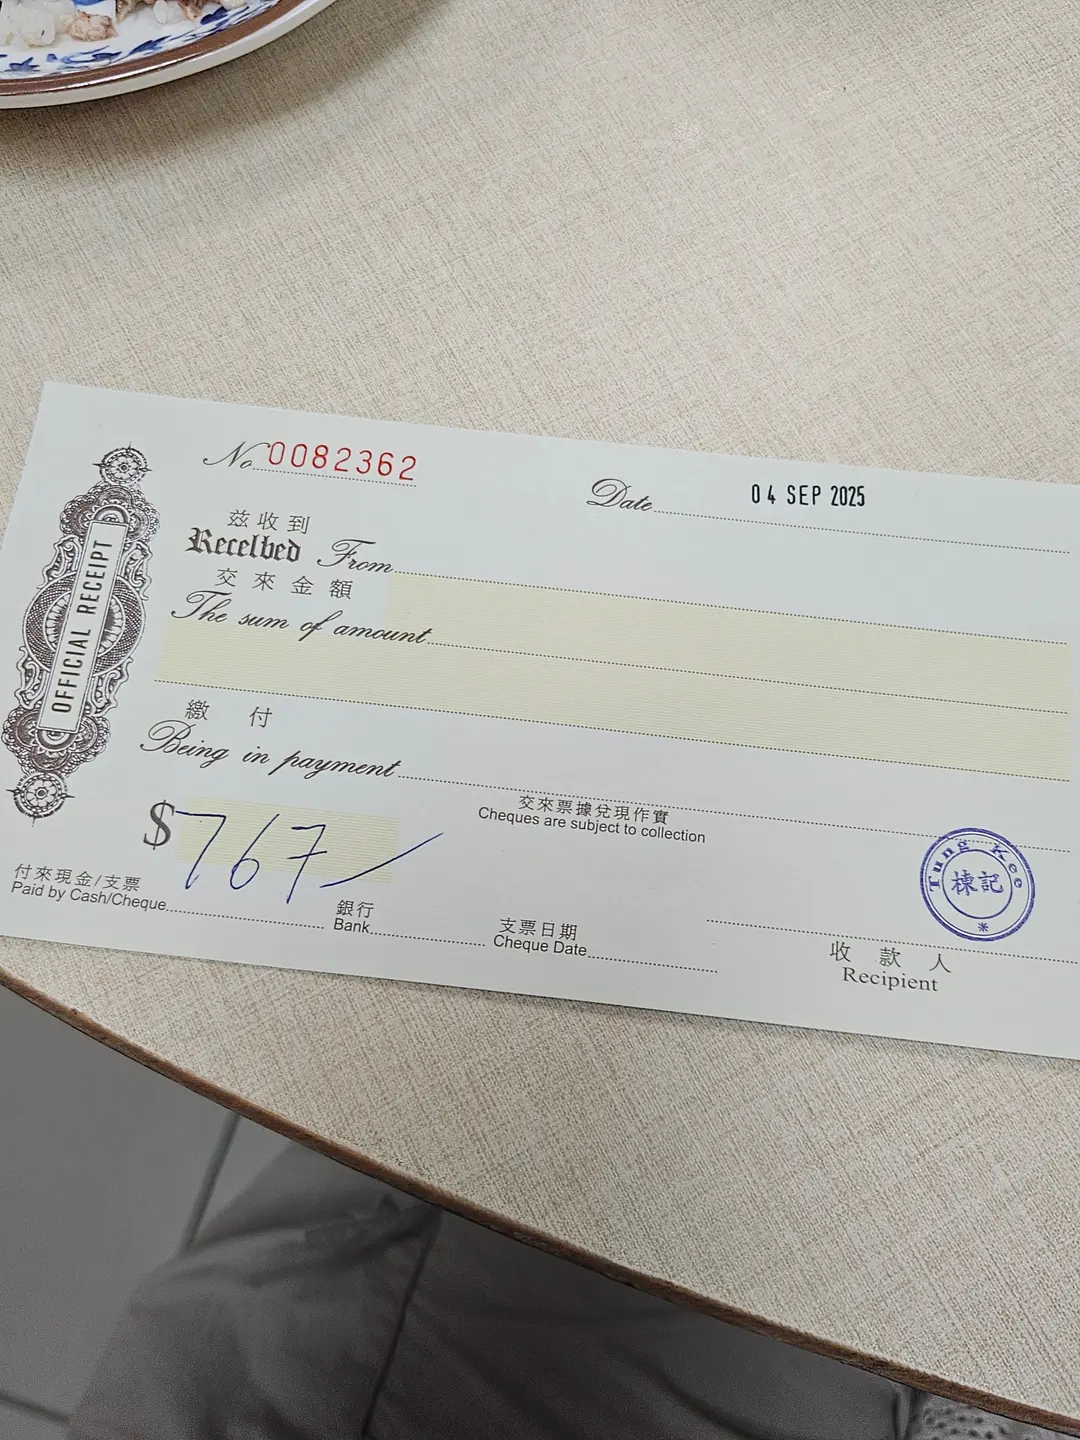 No 0082362
Date 04 SEP 2025
OFFICIAL RECEIPT
茲收到
Receibed From
交來金額
The sum of amount
繳付
Being in payment
交來票據兌現作實
Cheques are subject to collection
$ 767/
付來現金/支票
Paid by Cash/Cheque
銀行
Bank
支票日期
Cheque Date
Tung Kee
棟記
*
收款人
Recipient